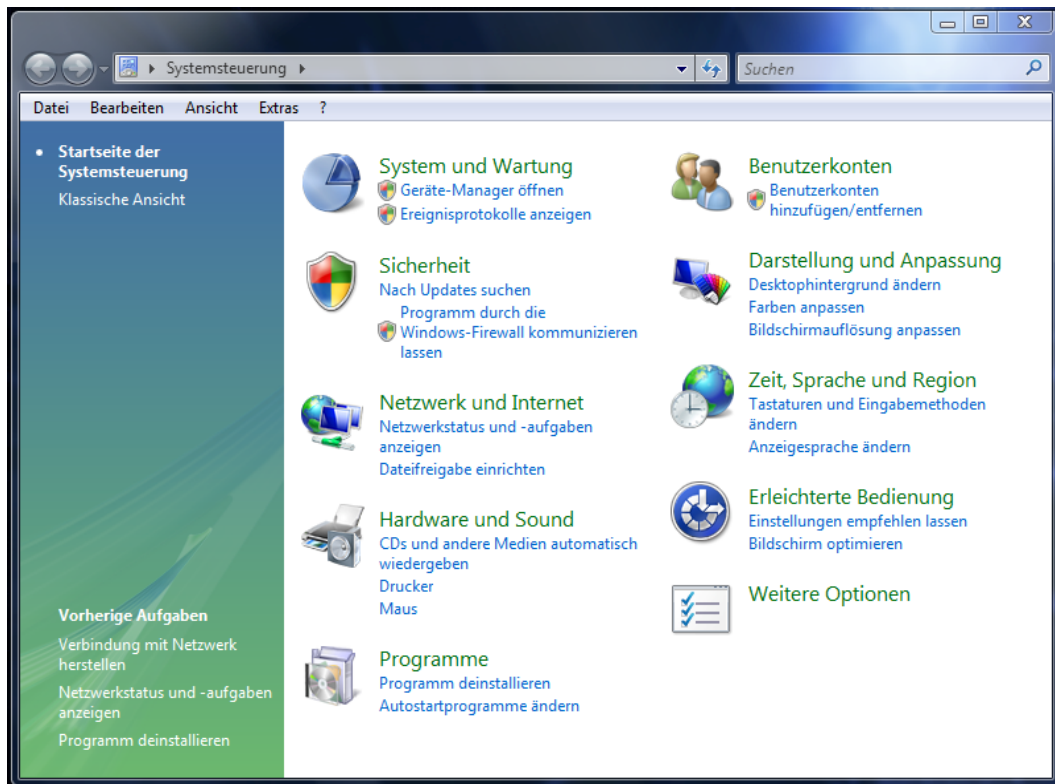 Systemsteuerung
Suchen
Datei Bearbeiten Ansicht Extras ?
Startseite der
Systemsteuerung
Klassische Ansicht
Vorherige Aufgaben
Verbindung mit Netzwerk
herstellen
Netzwerkstatus und -aufgaben
anzeigen
Programm deinstallieren
System und Wartung
Geräte-Manager öffnen
Ereignisprotokolle anzeigen
Sicherheit
Nach Updates suchen
Programm durch die
Windows-Firewall kommunizieren
lassen
Netzwerk und Internet
Netzwerkstatus und -aufgaben
anzeigen
Dateifreigabe einrichten
Hardware und Sound
CDs und andere Medien automatisch
wiedergeben
Drucker
Maus
Programme
Programm deinstallieren
Autostartprogramme ändern
Benutzerkonten
Benutzerkonten
hinzufügen/entfernen
Darstellung und Anpassung
Desktophintergrund ändern
Farben anpassen
Bildschirmauflösung anpassen
Zeit, Sprache und Region
Tastaturen und Eingabemethoden
ändern
Anzeigesprache ändern
Erleichterte Bedienung
Einstellungen empfehlen lassen
Bildschirm optimieren
Weitere Optionen